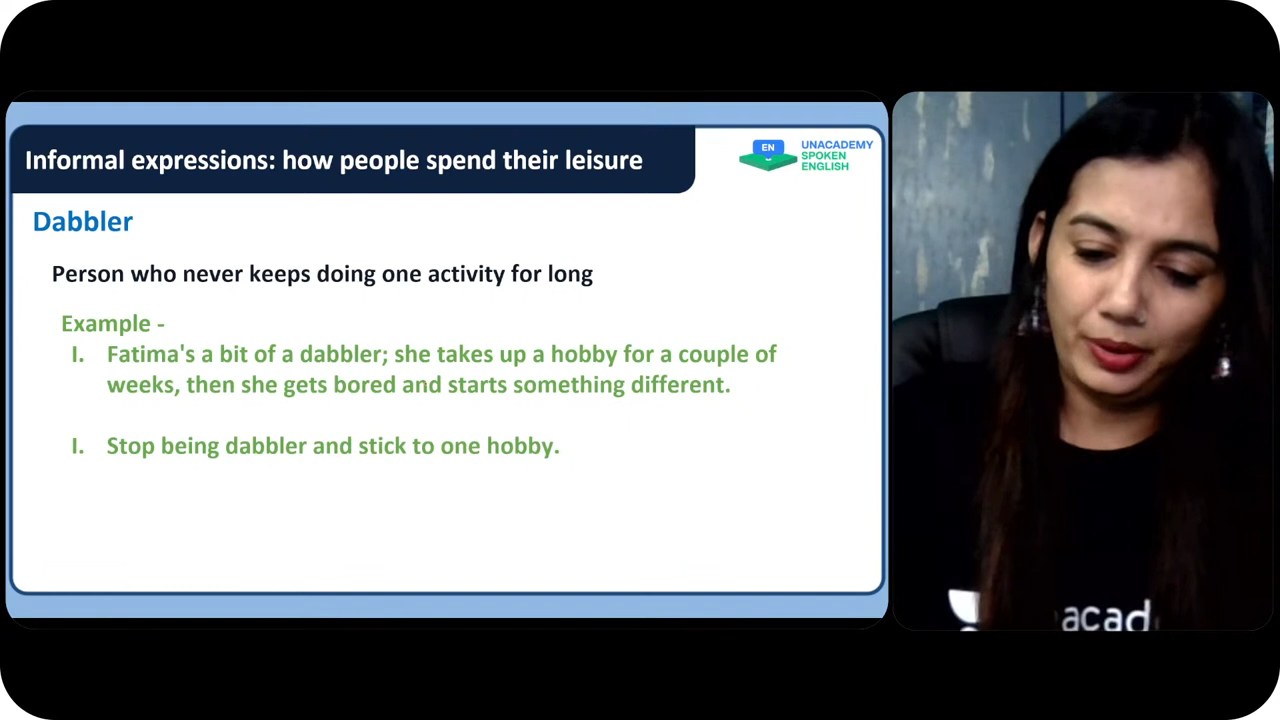 Informal expressions: how people spend their leisure
EN
UNACADEMY
SPOKEN
ENGLISH
Dabbler
Person who never keeps doing one activity for long
Example -
I. Fatima's a bit of a dabbler; she takes up a hobby for a couple of
weeks, then she gets bored and starts something different.
I. Stop being dabbler and stick to one hobby.
acad